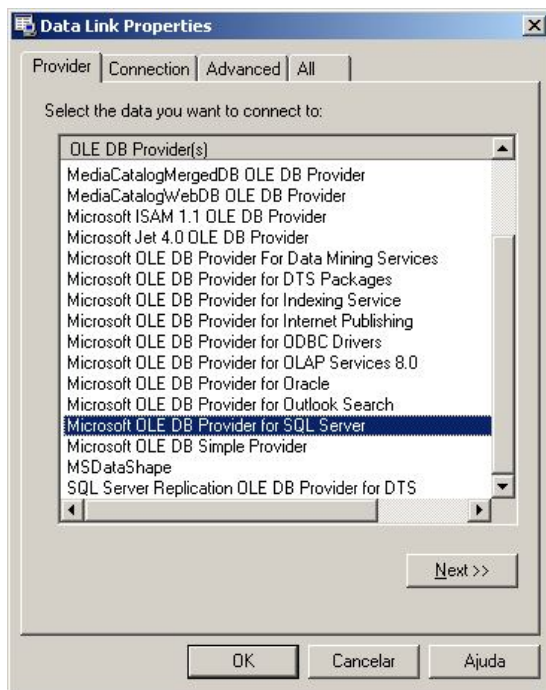 Data Link Properties
Provider Connection Advanced All
Select the data you want to connect to:
OLE DB Provider(s)
MediaCatalogMergedDB OLE DB Provider
MediaCatalogWebDB OLE DB Provider
Microsoft ISAM 1.1 OLE DB Provider
Microsoft Jet 4.0 OLE DB Provider
Microsoft OLE DB Provider For Data Mining Services
Microsoft OLE DB Provider for DTS Packages
Microsoft OLE DB Provider for Indexing Service
Microsoft OLE DB Provider for Internet Publishing
Microsoft OLE DB Provider for ODBC Drivers
Microsoft OLE DB Provider for OLAP Services 8.0
Microsoft OLE DB Provider for Oracle
Microsoft OLE DB Provider for Outlook Search
Microsoft OLE DB Provider for SQL Server
Microsoft OLE DB Simple Provider
MSDataShape
SQL Server Replication OLE DB Provider for DTS
Next >>
OK Cancelar Ajuda